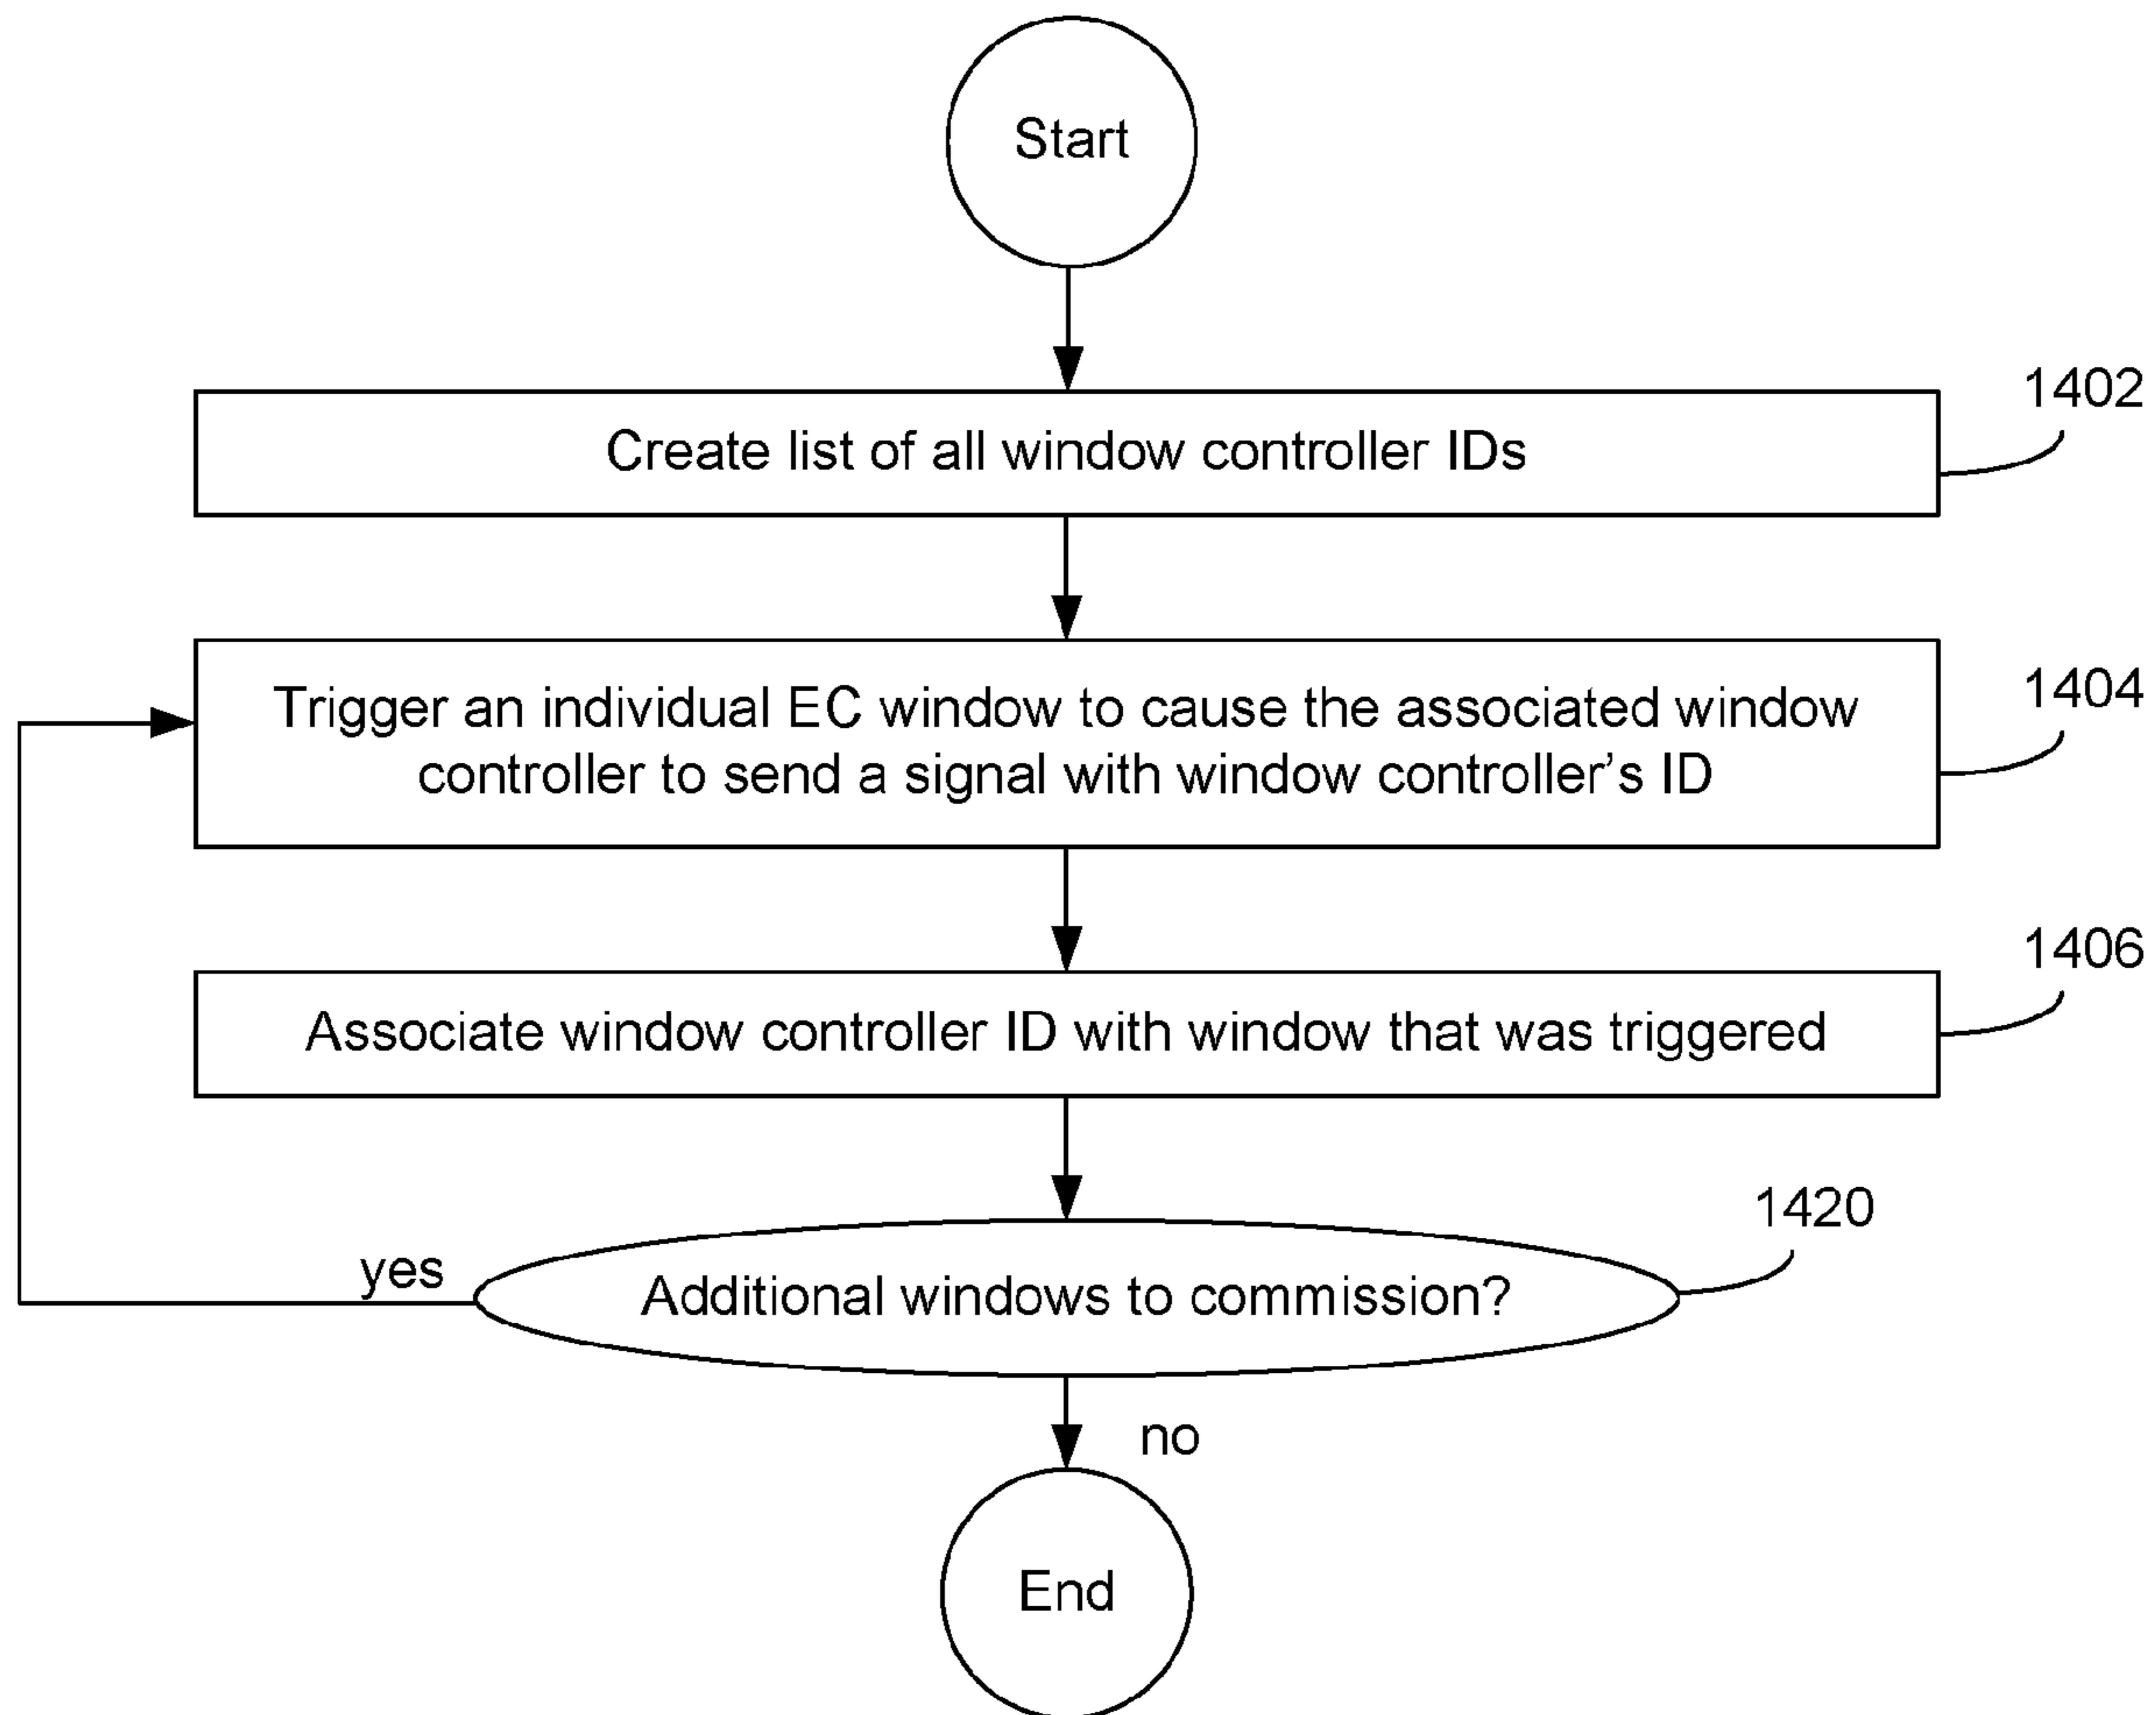 Start
1402
Create list of all window controller IDs
1404
Trigger an individual EC window to cause the associated window
controller to send a signal with window controller's ID
1406
Associate window controller ID with window that was triggered
1420
yes
Additional windows to commission?
no
End